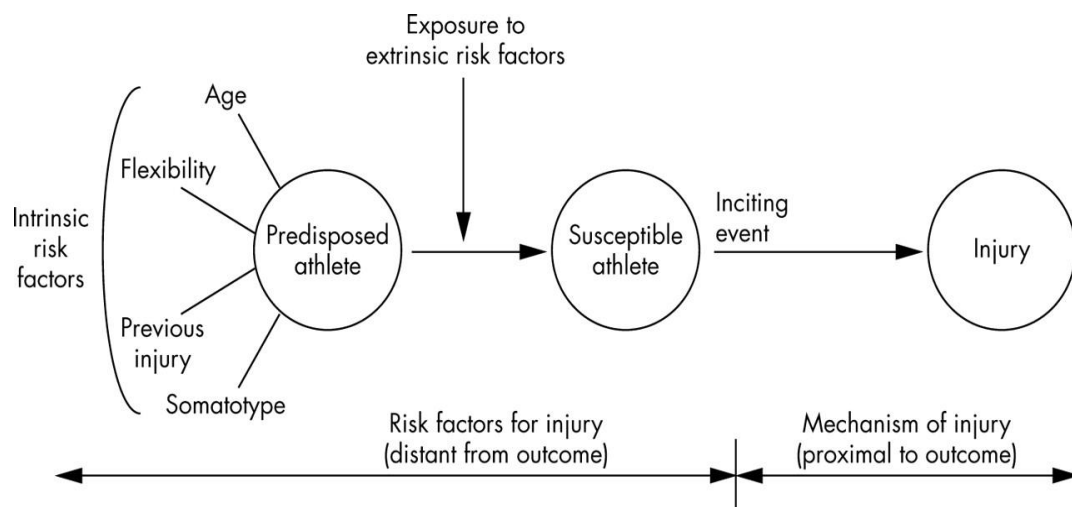 Exposure to
extrinsic risk factors
Age
Flexibility
Intrinsic
risk
factors
Previous
injury
Somatotype
Predisposed
athlete
Susceptible
athlete
Inciting
event
Injury
Risk factors for injury
(distant from outcome)
Mechanism of injury
(proximal to outcome)